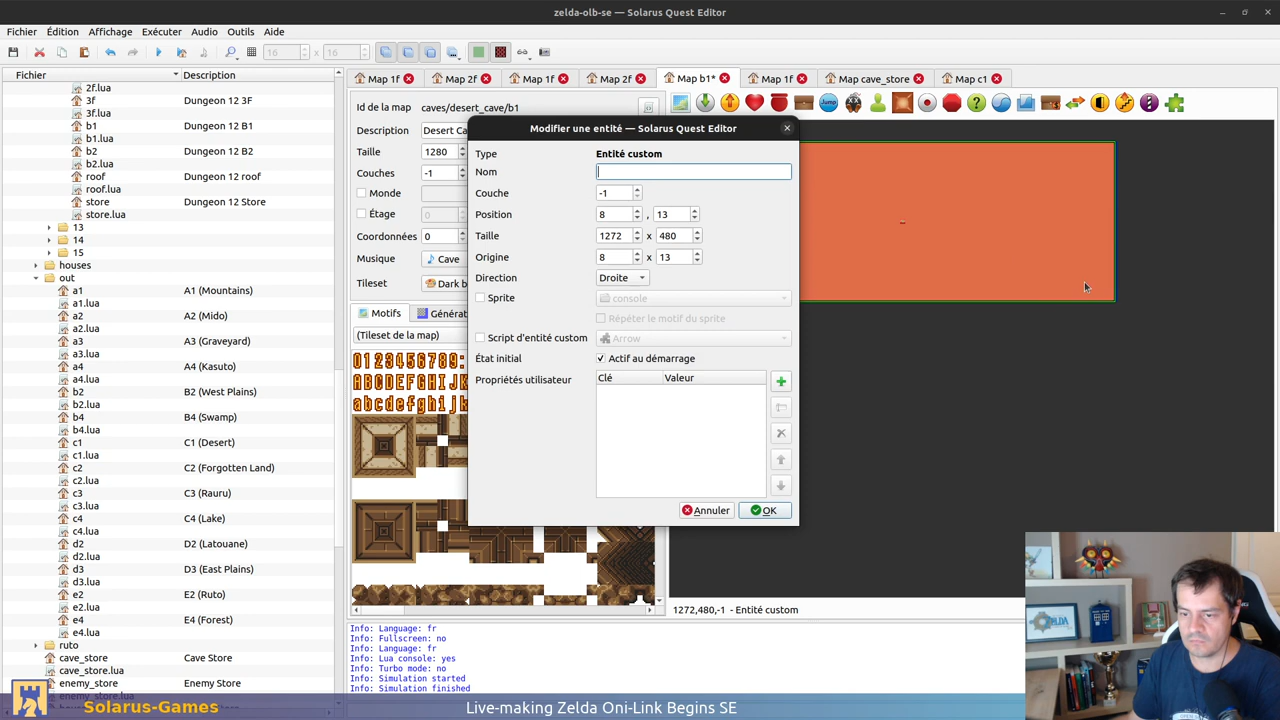 zelda-olb-se — Solarus Quest Editor
Fichier Édition Affichage Exécuter Audio Outils
16 x 16
Fichier Description
2f.lua
3f Dungeon 12 3F
3f.lua
b1 Dungeon 12 B1
b1.lua
b2 Dungeon 12 B2
b2.lua
roof Dungeon 12 roof
roof.lua
store Dungeon 12 Store
store.lua
13
14
15
houses
out
a1 A1 (Mountains)
a1.lua
a2 A2 (Mido)
a2.lua
a3 A3 (Graveyard)
a3.lua
a4 A4 (Kasuto)
a4.lua
b2 B2 (West Plains)
b2.lua
b4 B4 (Swamp)
b4.lua
c1 C1 (Desert)
c1.lua
c2 C2 (Forgotten Land)
c2.lua
c3 C3 (Rauru)
c3.lua
c4 C4 (Lake)
c4.lua
d2 D2 (Latouane)
d2.lua
d3 D3 (East Plains)
d3.lua
e2 E2 (Ruto)
e2.lua
e4 E4 (Forest)
e4.lua
ruto
cave_store Cave Store
cave_store.lua
enemy_store Enemy Store
enemy_store.lua
Map 1f Map 2f Map 1f Map 2f Map b1* Map 1f Map cave_store Map c1
Id de la map caves/desert_cave/b1
Description Desert Ca
Taille 1280
Couches -1
Monde
Étage 0
Coordonnées 0
Musique Cave
Tileset Dark b
Motifs Générat
(Tileset de la map)
0123456789:
ABCDEFGHIJK
abcdefghijk
Jump
Modifier une entité — Solarus Quest Editor
Type Entité custom
Nom
Couche -1
Position 8 , 13
Taille 1272 x 480
Origine 8 x 13
Direction Droite
Sprite console
Répéter le motif du sprite
Script d'entité custom Arrow
État initial Actif au démarrage
Propriétés utilisateur Clé Valeur
Annuler OK
1272,480,-1 - Entité custom
Info: Language: fr
Info: Fullscreen: no
Info: Language: fr
Info: Lua console: yes
Info: Turbo mode: no
Info: Simulation started
Info: Simulation finished
Solarus-Games Live-making Zelda Oni-Link Begins SE